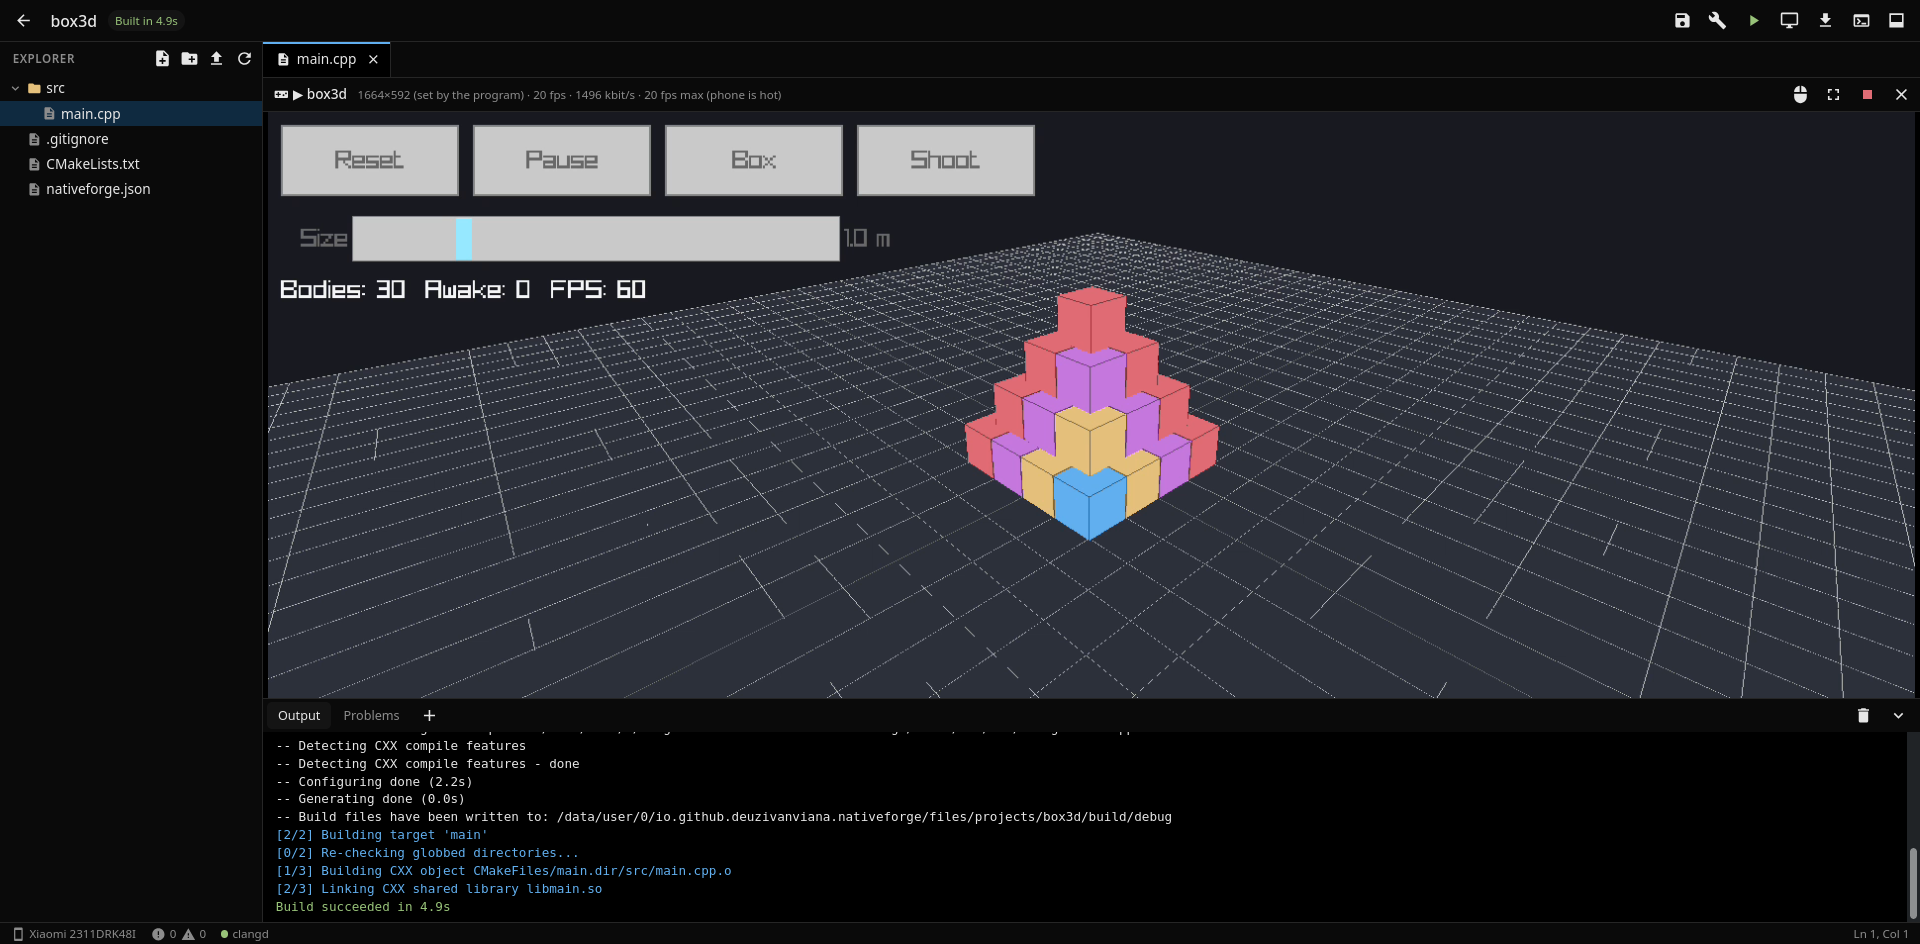 box3d Built in 4.9s
EXPLORER
src
main.cpp
.gitignore
CMakeLists.txt
nativeforge.json
main.cpp
▶ box3d 1664×592 (set by the program) · 20 fps · 1496 kbit/s · 20 fps max (phone is hot)
Reset Pause Box Shoot
Size 1.0 m
Bodies: 30 Awake: 0 FPS: 60
Output Problems
-- Detecting CXX compile features
-- Detecting CXX compile features - done
-- Configuring done (2.2s)
-- Generating done (0.0s)
-- Build files have been written to: /data/user/0/io.github.deuzivanviana.nativeforge/files/projects/box3d/build/debug
[2/2] Building target 'main'
[0/2] Re-checking globbed directories...
[1/3] Building CXX object CMakeFiles/main.dir/src/main.cpp.o
[2/3] Linking CXX shared library libmain.so
Build succeeded in 4.9s
Xiaomi 2311DRK48I 0 0 clangd Ln 1, Col 1